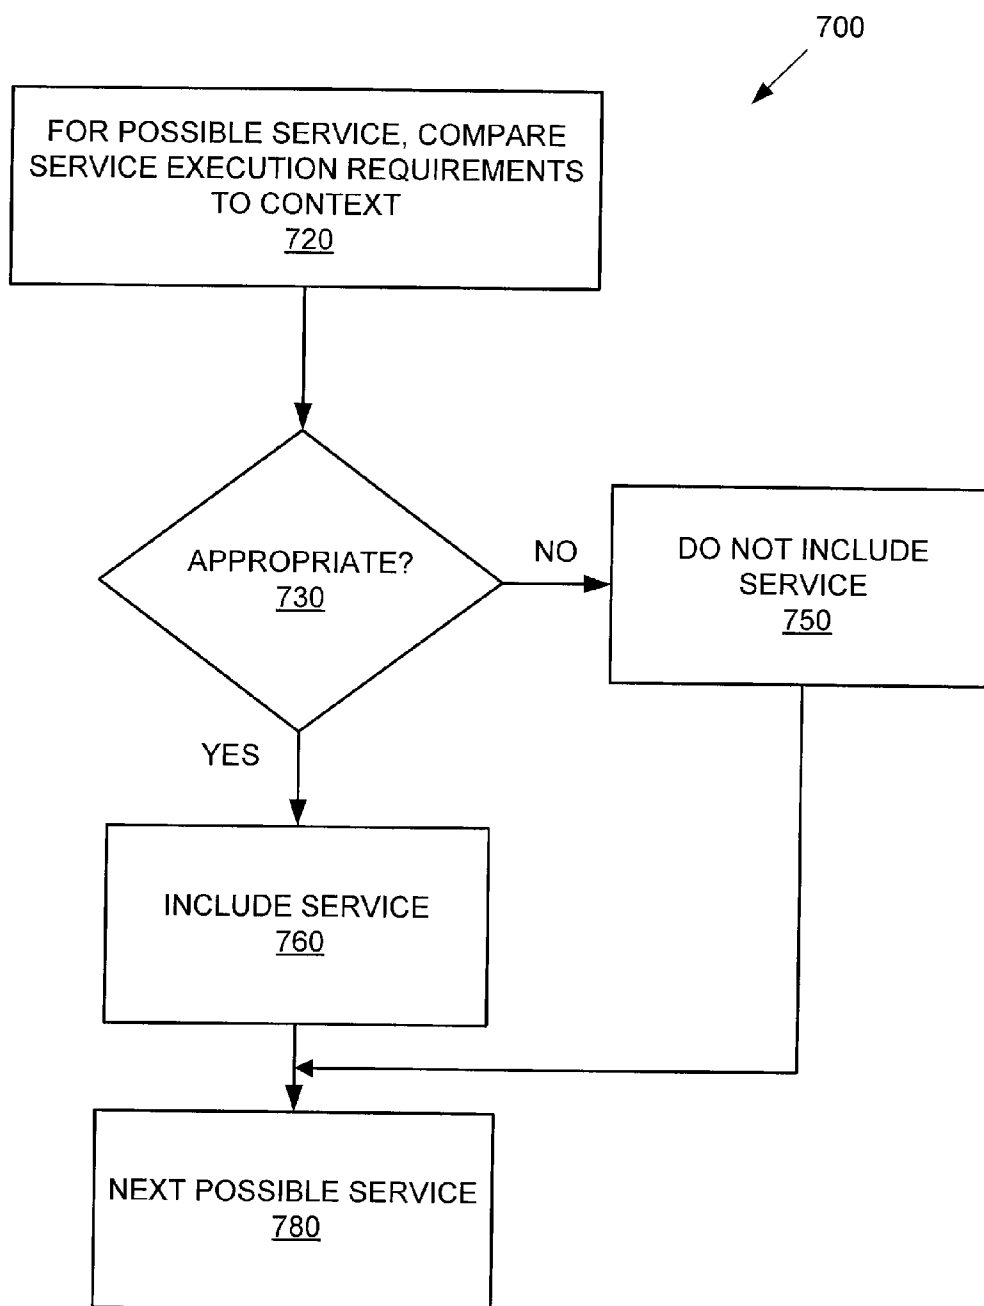 700
FOR POSSIBLE SERVICE, COMPARE
SERVICE EXECUTION REQUIREMENTS
TO CONTEXT
720
APPROPRIATE?
730
NO
DO NOT INCLUDE
SERVICE
750
YES
INCLUDE SERVICE
760
NEXT POSSIBLE SERVICE
780